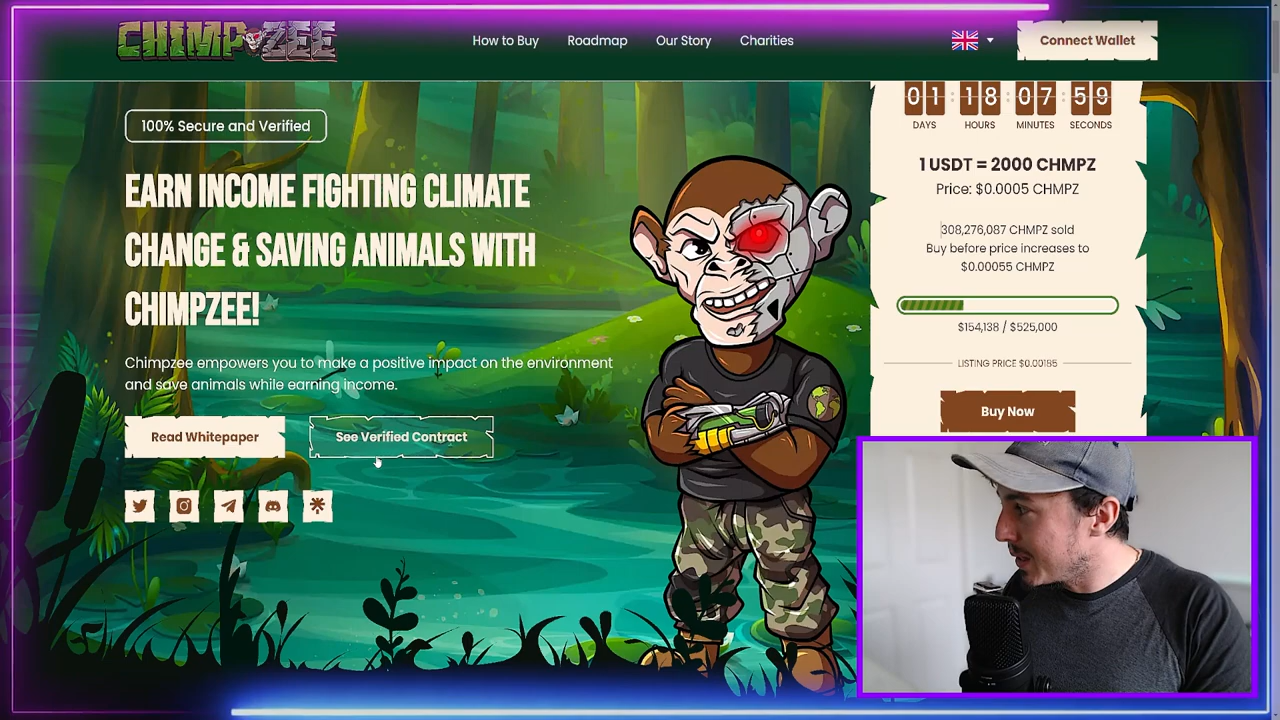 CHIMPZEE
How to Buy
Roadmap
Our Story
Charities
Connect Wallet
100% Secure and Verified
EARN INCOME FIGHTING CLIMATE
CHANGE & SAVING ANIMALS WITH
CHIMPZEE!
Chimpzee empowers you to make a positive impact on the environment
and save animals while earning income.
Read Whitepaper
See Verified Contract
01 : 18 : 07 : 59
DAYS HOURS MINUTES SECONDS
1 USDT = 2000 CHMPZ
Price: $0.0005 CHMPZ
308,276,087 CHMPZ sold
Buy before price increases to
$0.00055 CHMPZ
$154,138 / $525,000
LISTING PRICE $0.00185
Buy Now